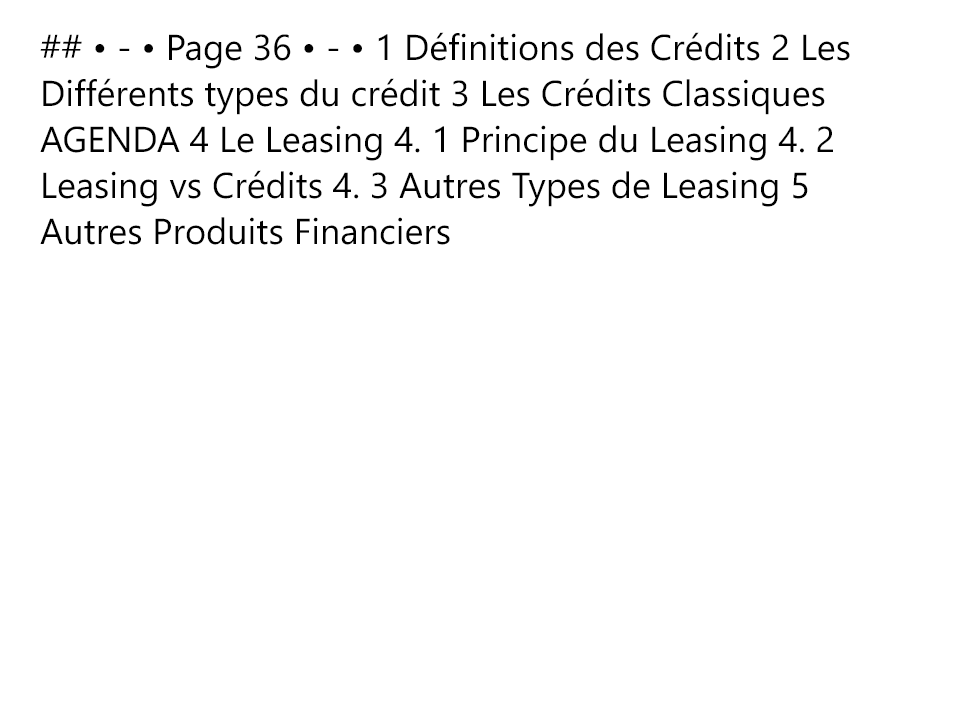 ## • - • Page 36 • - • 1 Définitions des Crédits 2 Les
Différents types du crédit 3 Les Crédits Classiques
AGENDA 4 Le Leasing 4. 1 Principe du Leasing 4. 2
Leasing vs Crédits 4. 3 Autres Types de Leasing 5
Autres Produits Financiers